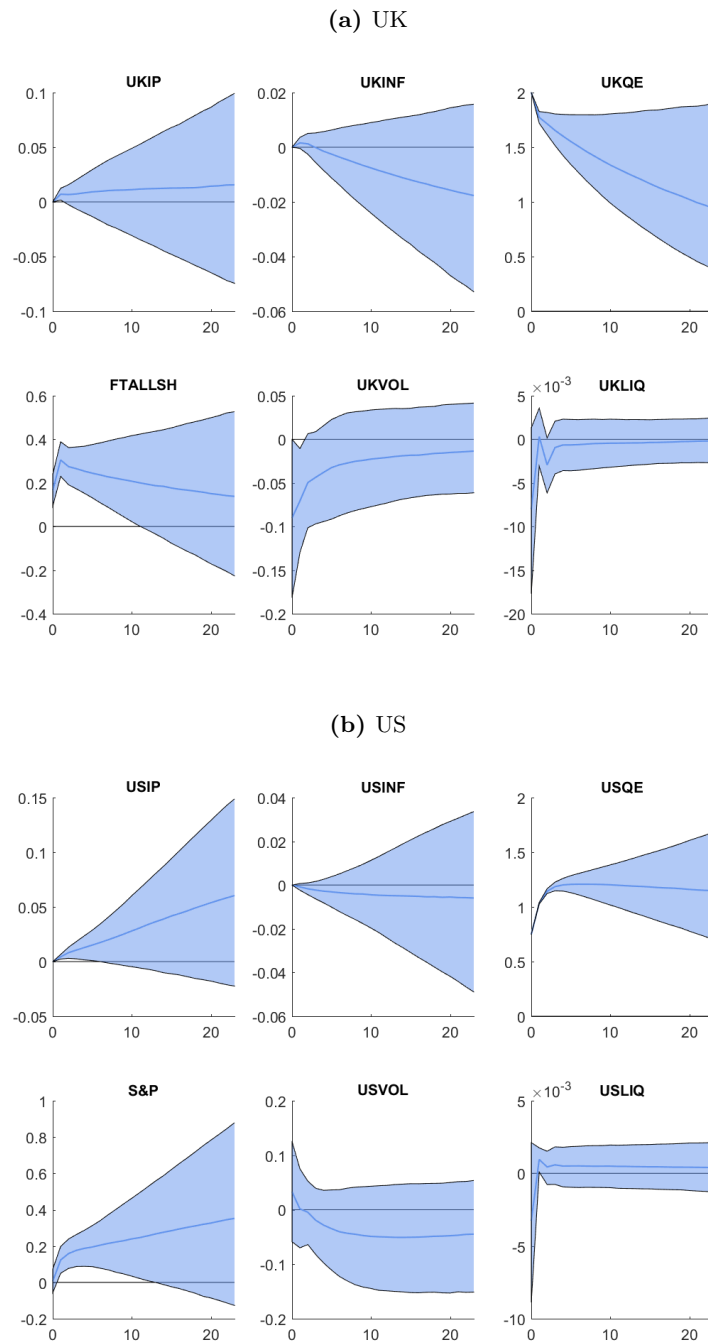 (a) UK
UKIP
0.1
0.05
0
-0.05
-0.1
0 10 20
UKINF
0.02
0
-0.02
-0.04
-0.06
0 10 20
UKQE
2
1.5
1
0.5
0
0 10 20
FTALLSH
0.6
0.4
0.2
0
-0.2
-0.4
0 10 20
UKVOL
0.05
0
-0.05
-0.1
-0.15
-0.2
0 10 20
UKLIQ
×10⁻³
5
0
-5
-10
-15
-20
0 10 20
(b) US
USIP
0.15
0.1
0.05
0
-0.05
0 10 20
USINF
0.04
0.02
0
-0.02
-0.04
-0.06
0 10 20
USQE
2
1.5
1
0.5
0
0 10 20
S&P
1
0.8
0.6
0.4
0.2
0
-0.2
0 10 20
USVOL
0.2
0.1
0
-0.1
-0.2
0 10 20
USLIQ
×10⁻³
5
0
-5
-10
0 10 20